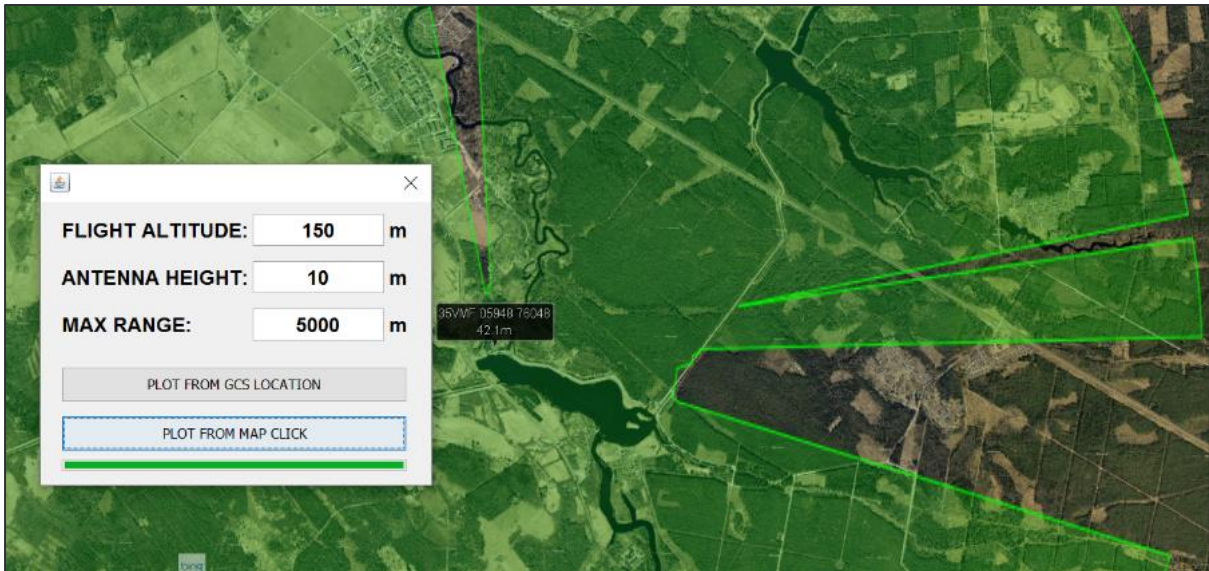 FLIGHT ALTITUDE: 150 m
ANTENNA HEIGHT: 10 m
MAX RANGE: 5000 m
35VMF 05948 76048
42.1m
PLOT FROM GCS LOCATION
PLOT FROM MAP CLICK
bing